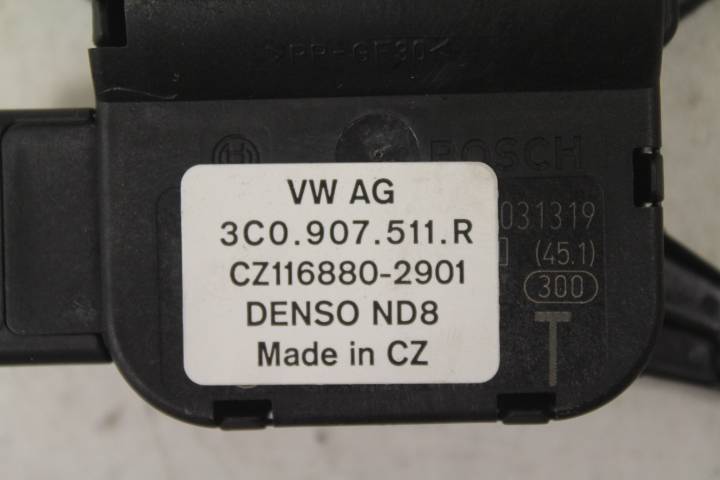 >PP-GF30<
BOSCH
VW AG
3C0.907.511.R
CZ116880-2901
DENSO ND8
Made in CZ
031319
(45.1)
300
T